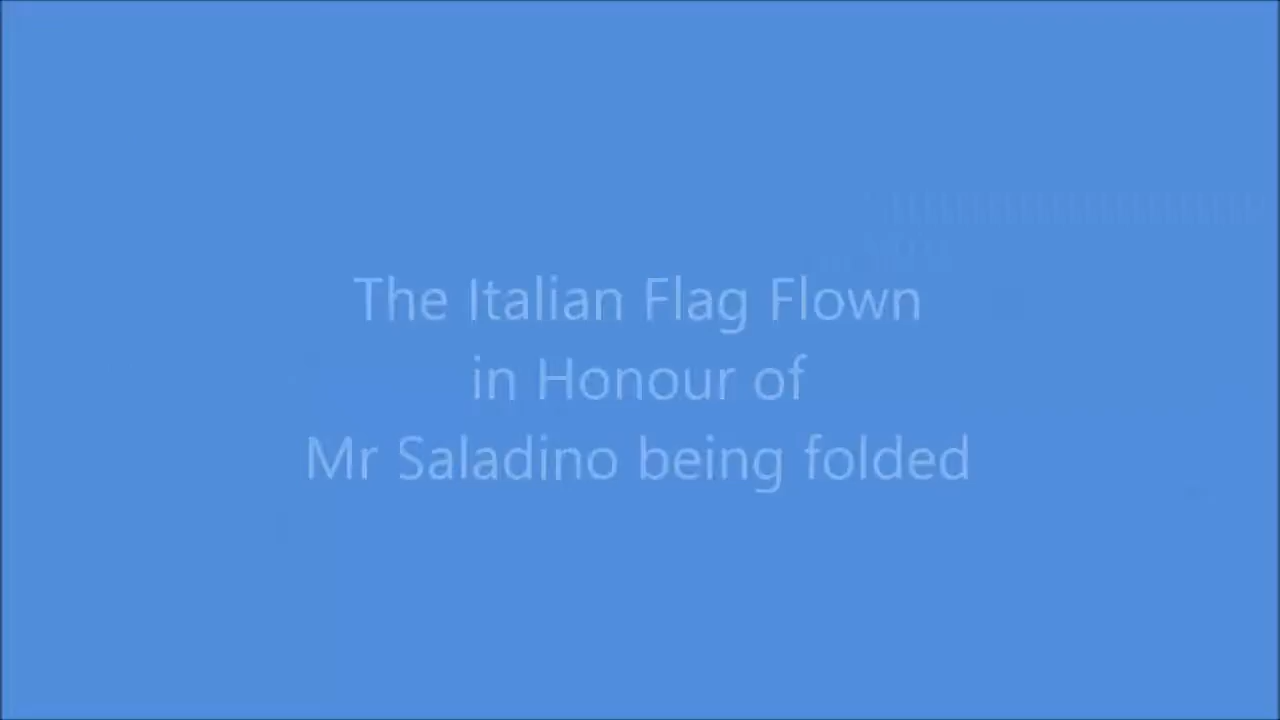 The Italian Flag Flown
in Honour of
Mr Saladino being folded